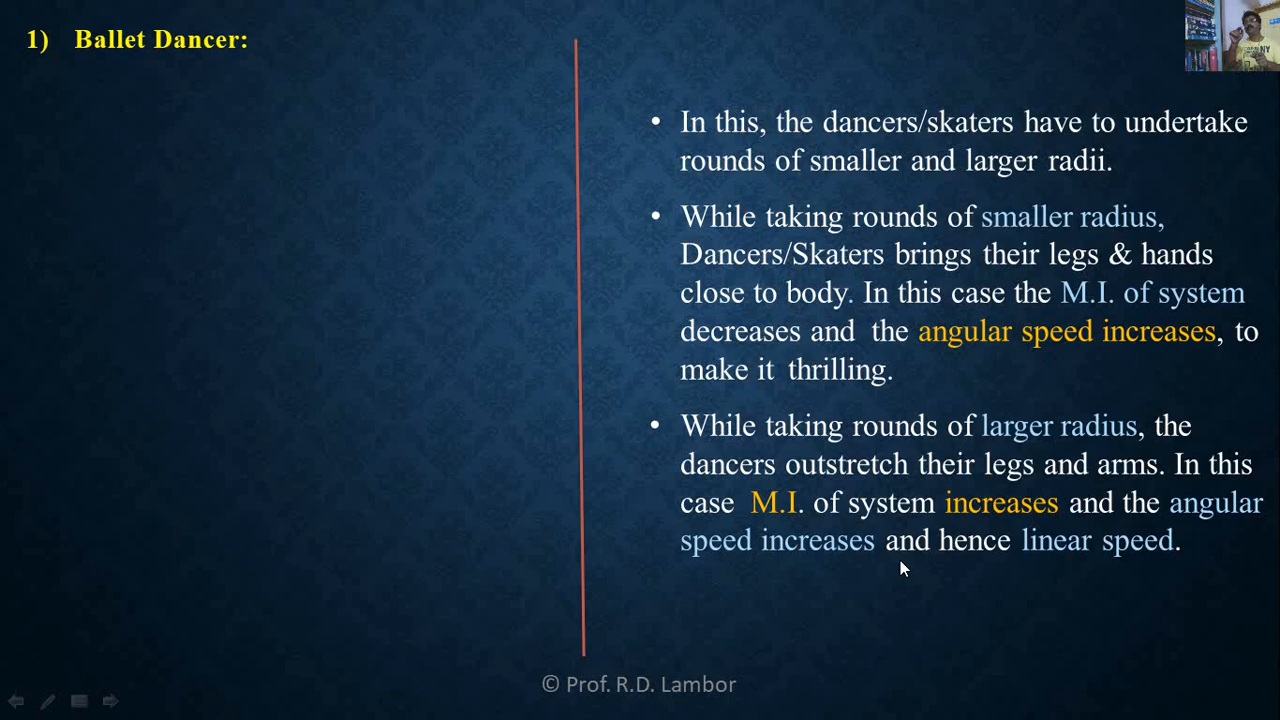 1) Ballet Dancer:
• In this, the dancers/skaters have to undertake
rounds of smaller and larger radii.
• While taking rounds of smaller radius,
Dancers/Skaters brings their legs & hands
close to body. In this case the M.I. of system
decreases and the angular speed increases, to
make it thrilling.
• While taking rounds of larger radius, the
dancers outstretch their legs and arms. In this
case M.I. of system increases and the angular
speed increases and hence linear speed.
© Prof. R.D. Lambor